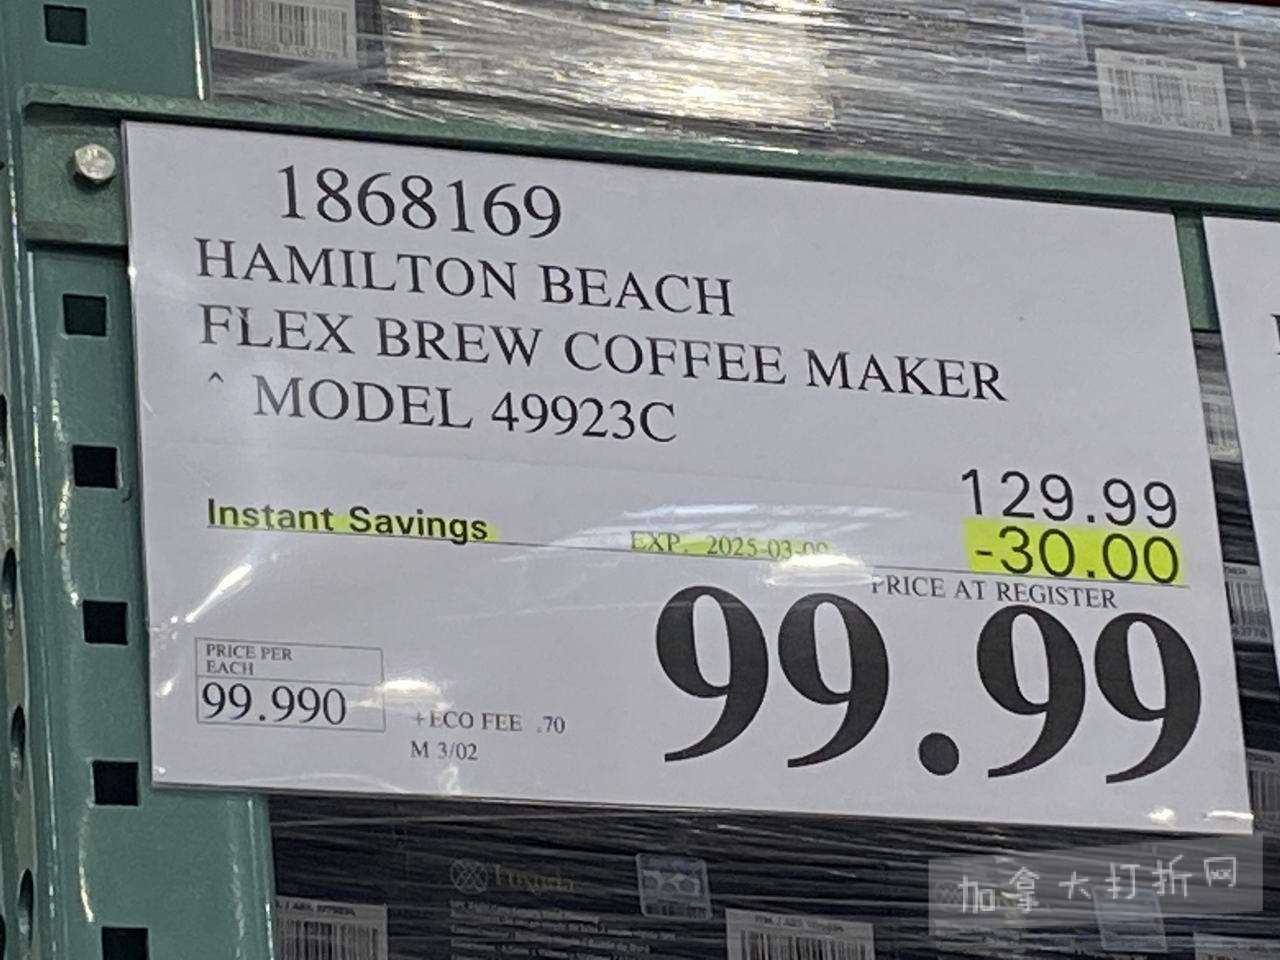 1868169
HAMILTON BEACH
FLEX BREW COFFEE MAKER
^ MODEL 49923C
129.99
Instant Savings EXP. 2025-03-09 -30.00
PRICE AT REGISTER
99.99
PRICE PER
EACH
99.990
+ECO FEE .70
M 3/02
加拿大打折网